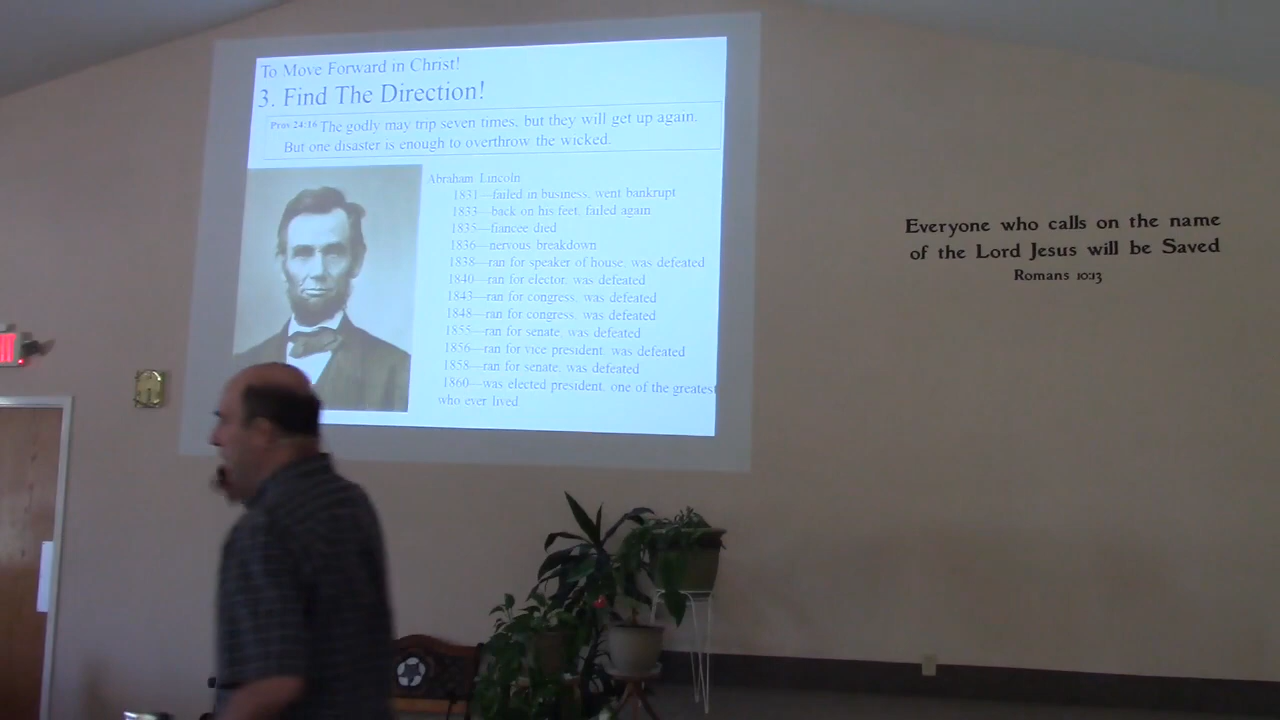 To Move Forward in Christ!
3. Find The Direction!
Prov 24:16 The godly may trip seven times, but they will get up again.
But one disaster is enough to overthrow the wicked.
Abraham Lincoln
1831—failed in business, went bankrupt
1833—back on his feet, failed again
1835—fiancee died
1836—nervous breakdown
1838—ran for speaker of house, was defeated
1840—ran for elector, was defeated
1843—ran for congress, was defeated
1848—ran for congress, was defeated
1855—ran for senate, was defeated
1856—ran for vice president, was defeated
1858—ran for senate, was defeated
1860—was elected president, one of the greatest
who ever lived
Everyone who calls on the name
of the Lord Jesus will be Saved
Romans 10:13